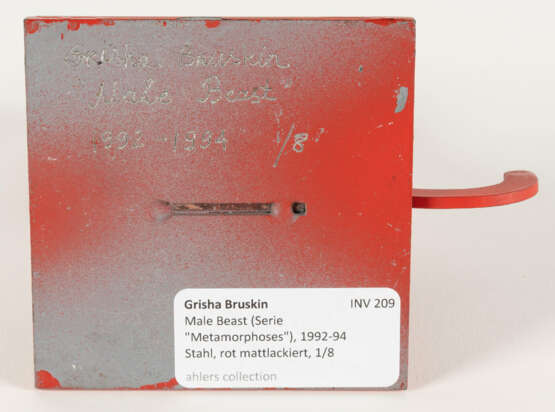 Grisha Bruskin
"Male Beast"
1992-1994 1/8
Grisha Bruskin INV 209
Male Beast (Serie
"Metamorphoses"), 1992-94
Stahl, rot mattlackiert, 1/8
ahlers collection